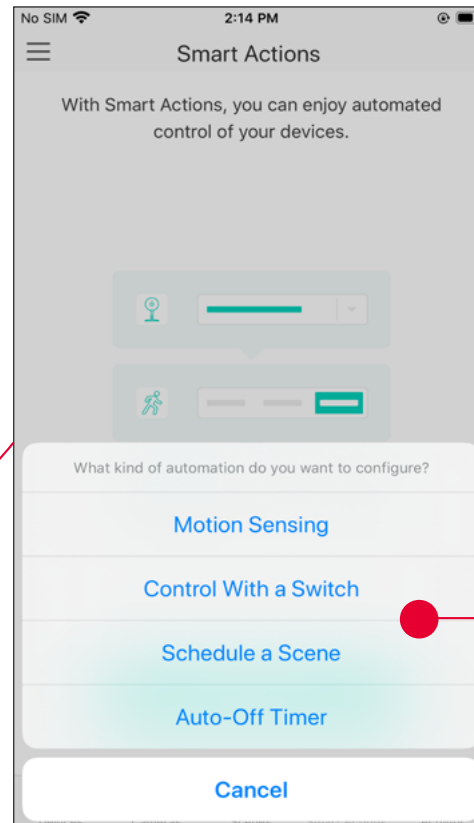 No SIM 2:14 PM
Smart Actions
With Smart Actions, you can enjoy automated
control of your devices.
What kind of automation do you want to configure?
Motion Sensing
Control With a Switch
Schedule a Scene
Auto-Off Timer
Cancel